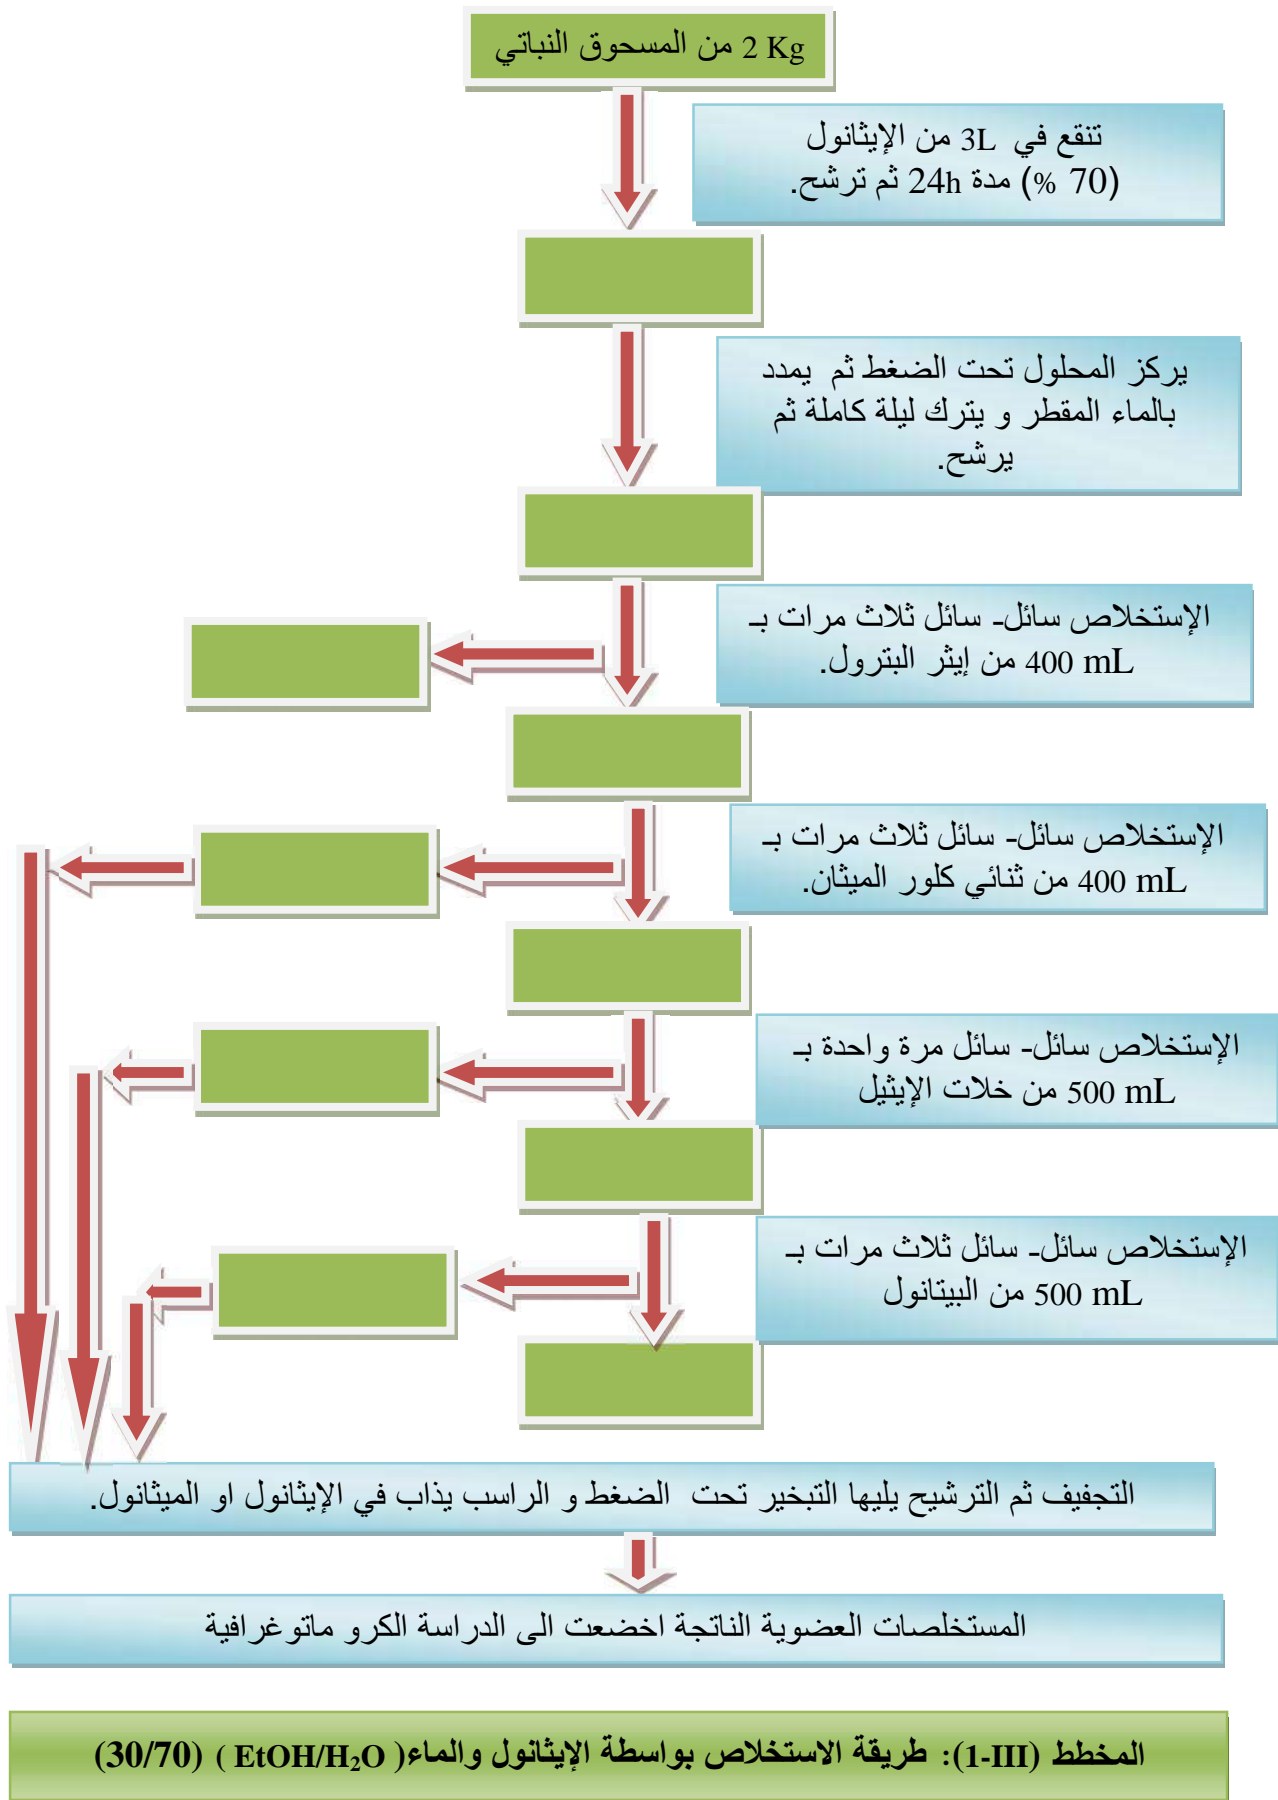 2 Kg من المسحوق النباتي
تنقع في 3L من الإيثانول
(70 %) مدة 24h ثم ترشح.
يركز المحلول تحت الضغط ثم يمدد
بالماء المقطر و يترك ليلة كاملة ثم
يرشح.
الإستخلاص سائل- سائل ثلاث مرات بـ
400 mL من إيثر البترول.
الإستخلاص سائل- سائل ثلاث مرات بـ
400 mL من ثنائي كلور الميثان.
الإستخلاص سائل- سائل مرة واحدة بـ
500 mL من خلات الإيثيل
الإستخلاص سائل- سائل ثلاث مرات بـ
500 mL من البيتانول
التجفيف ثم الترشيح يليها التبخير تحت الضغط و الراسب يذاب في الإيثانول او الميثانول.
المستخلصات العضوية الناتجة اخضعت الى الدراسة الكرو ماتوغرافية
المخطط (1-III): طريقة الاستخلاص بواسطة الإيثانول والماء( EtOH/H₂O ) (30/70)